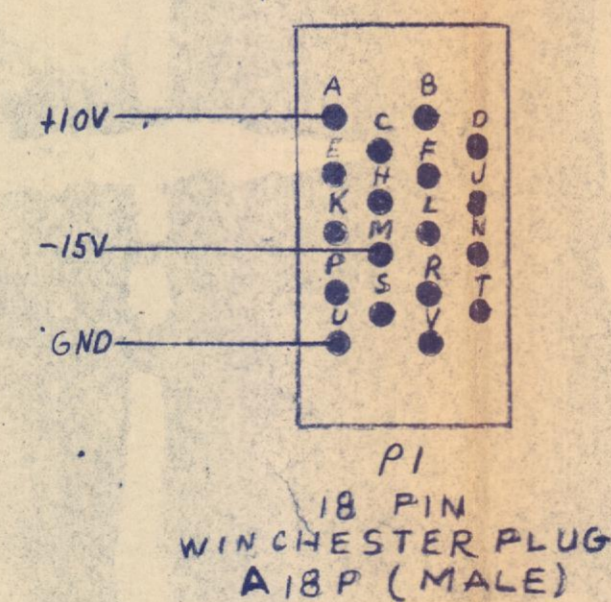 A B
+10V C D
E F
H J
K L
M N
-15V
P R
S T
GND U V
P1
18 PIN
WINCHESTER PLUG
A18P (MALE)